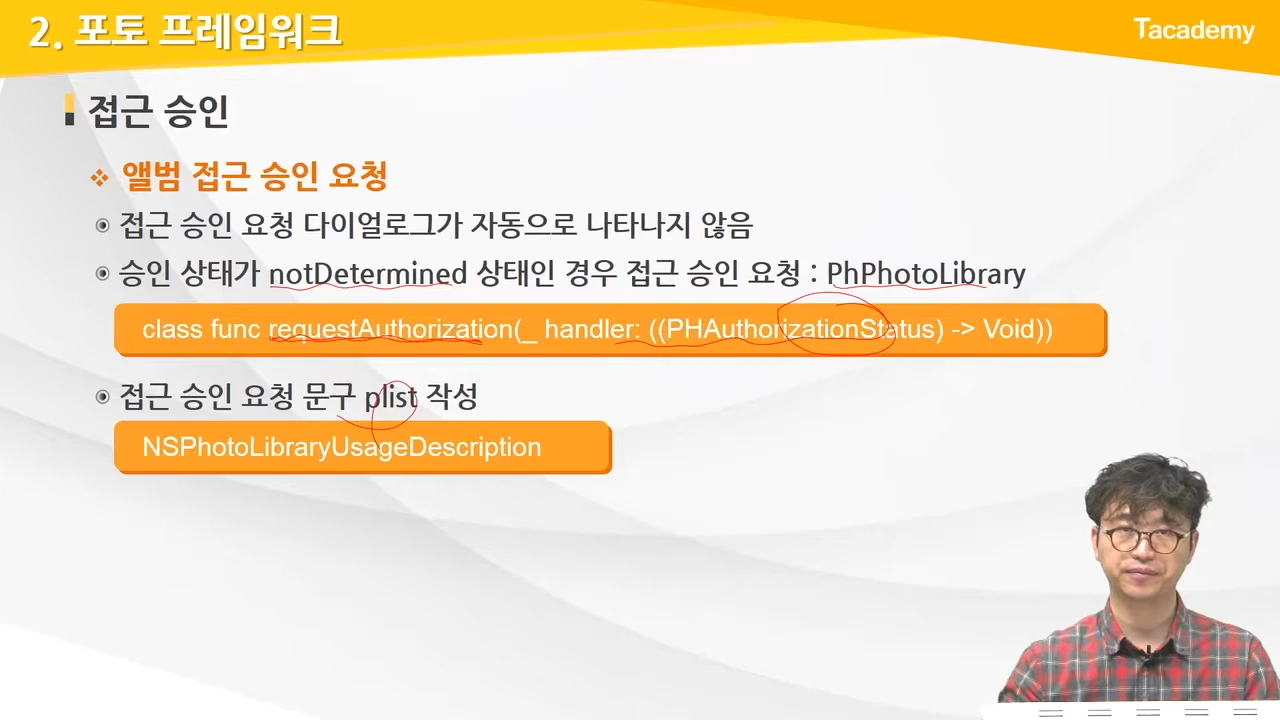 2. 포토 프레임워크
Tacademy
접근 승인
앨범 접근 승인 요청
접근 승인 요청 다이얼로그가 자동으로 나타나지 않음
승인 상태가 notDetermined 상태인 경우 접근 승인 요청 : PhPhotoLibrary
class func requestAuthorization(_ handler: ((PHAuthorizationStatus) -> Void))
접근 승인 요청 문구 plist 작성
NSPhotoLibraryUsageDescription